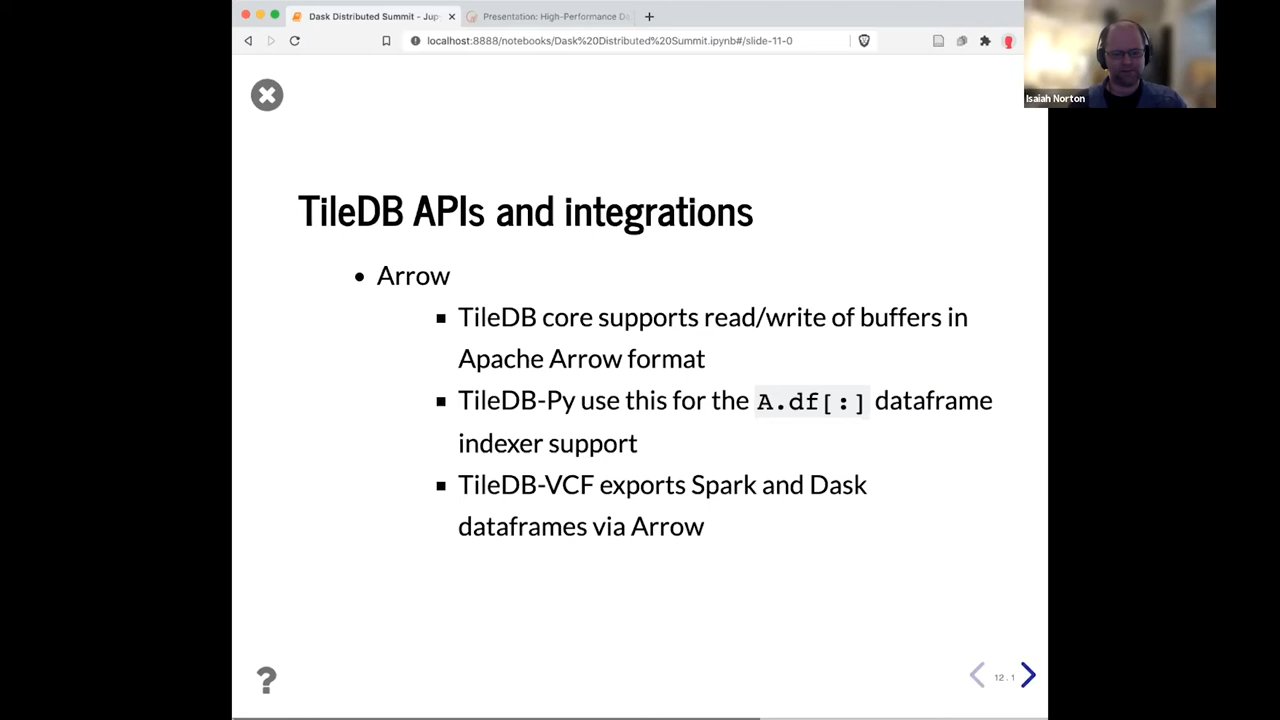 Dask Distributed Summit - Jup
Presentation: High-Performance Da
localhost:8888/notebooks/Dask%20Distributed%20Summit.ipynb#/slide-11-0
Isaiah Norton
TileDB APIs and integrations
Arrow
TileDB core supports read/write of buffers in
Apache Arrow format
TileDB-Py use this for the A.df[:] dataframe
indexer support
TileDB-VCF exports Spark and Dask
dataframes via Arrow
?
12.1